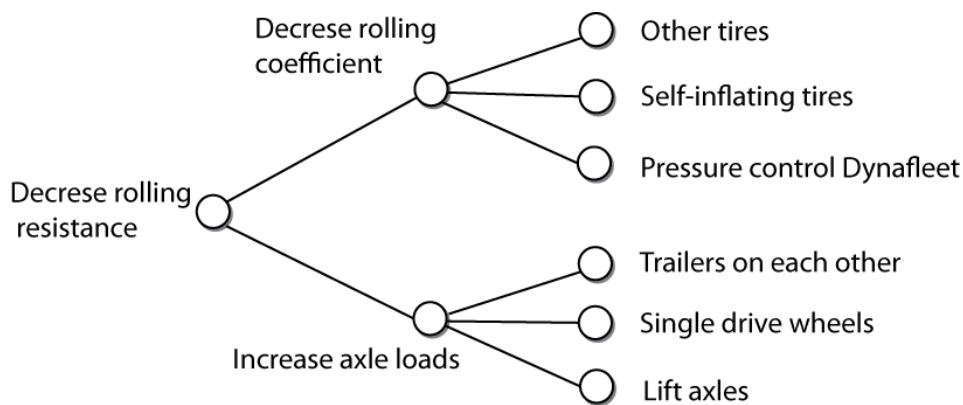 Decrese rolling
coefficient
Other tires
Self-inflating tires
Pressure control Dynafleet
Decrese rolling
resistance
Trailers on each other
Single drive wheels
Increase axle loads
Lift axles